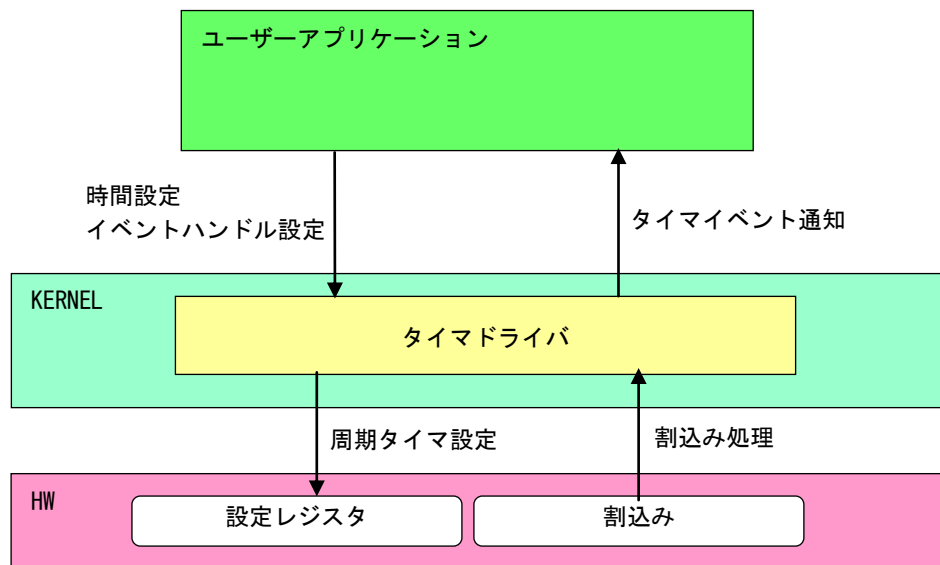 ユーザーアプリケーション
時間設定
イベントハンドル設定
タイマイベント通知
KERNEL
タイマドライバ
周期タイマ設定
割込み処理
HW
設定レジスタ
割込み